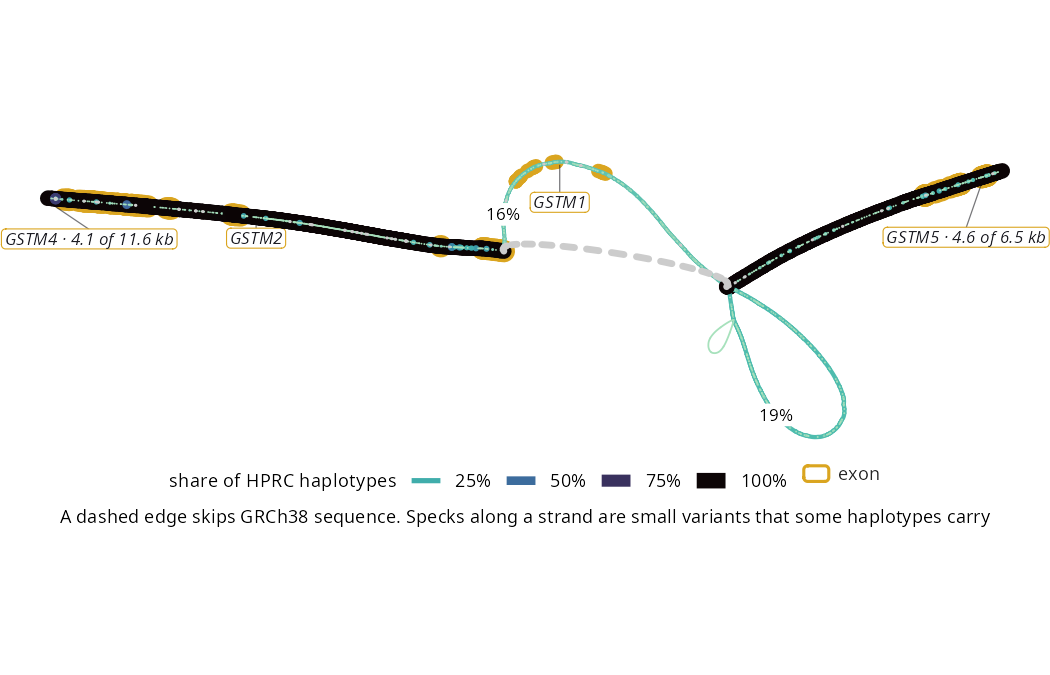 GSTM1
16%
GSTM4 · 4.1 of 11.6 kb
GSTM2
GSTM5 · 4.6 of 6.5 kb
19%
share of HPRC haplotypes 25% 50% 75% 100% exon
A dashed edge skips GRCh38 sequence. Specks along a strand are small variants that some haplotypes carry